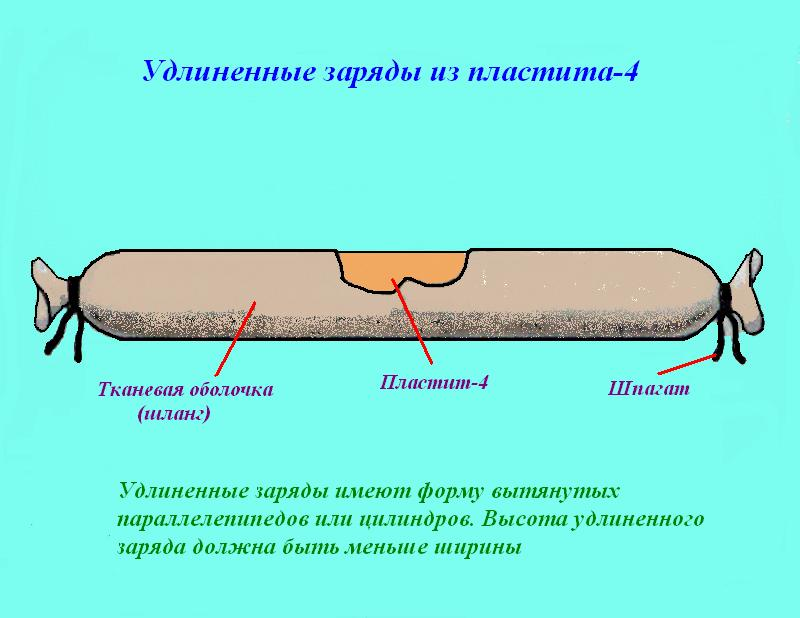 Удлиненные заряды из пластита-4
Тканевая оболочка
(шланг)
Пластит-4
Шпагат
Удлиненные заряды имеют форму вытянутых
параллелепипедов или цилиндров. Высота удлиненного
заряда должна быть меньше ширины